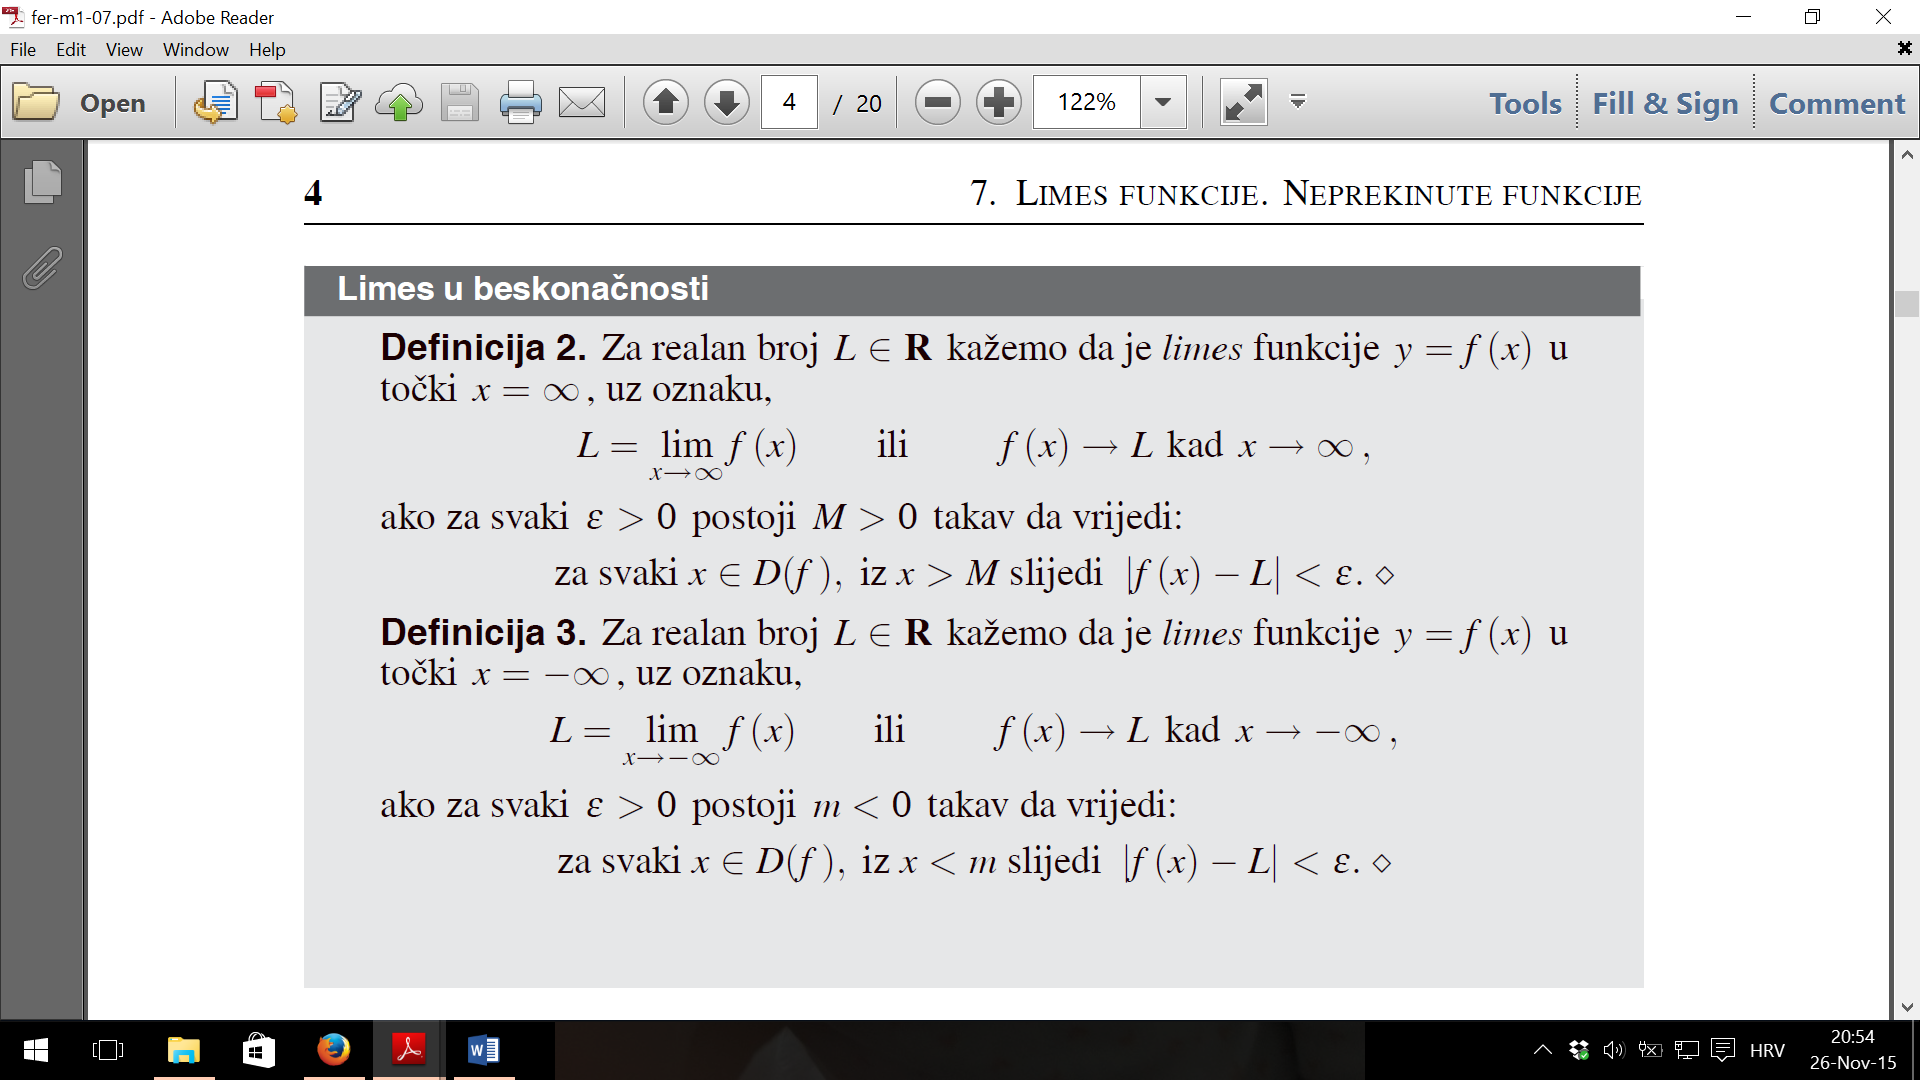 fer-m1-07.pdf - Adobe Reader
File Edit View Window Help
Open 4 / 20 122% Tools Fill & Sign Comment
4 7. LIMES FUNKCIJE. NEPREKINUTE FUNKCIJE
Limes u beskonačnosti
Definicija 2. Za realan broj L ∈ R kažemo da je limes funkcije y = f (x) u
točki x = ∞, uz oznaku,
L = lim f (x) ili f (x) → L kad x → ∞,
x→∞
ako za svaki ε > 0 postoji M > 0 takav da vrijedi:
za svaki x ∈ D(f), iz x > M slijedi |f (x) − L| < ε. ◇
Definicija 3. Za realan broj L ∈ R kažemo da je limes funkcije y = f (x) u
točki x = −∞, uz oznaku,
L = lim f (x) ili f (x) → L kad x → −∞,
x→−∞
ako za svaki ε > 0 postoji m < 0 takav da vrijedi:
za svaki x ∈ D(f), iz x < m slijedi |f (x) − L| < ε. ◇
HRV 20:54
26-Nov-15